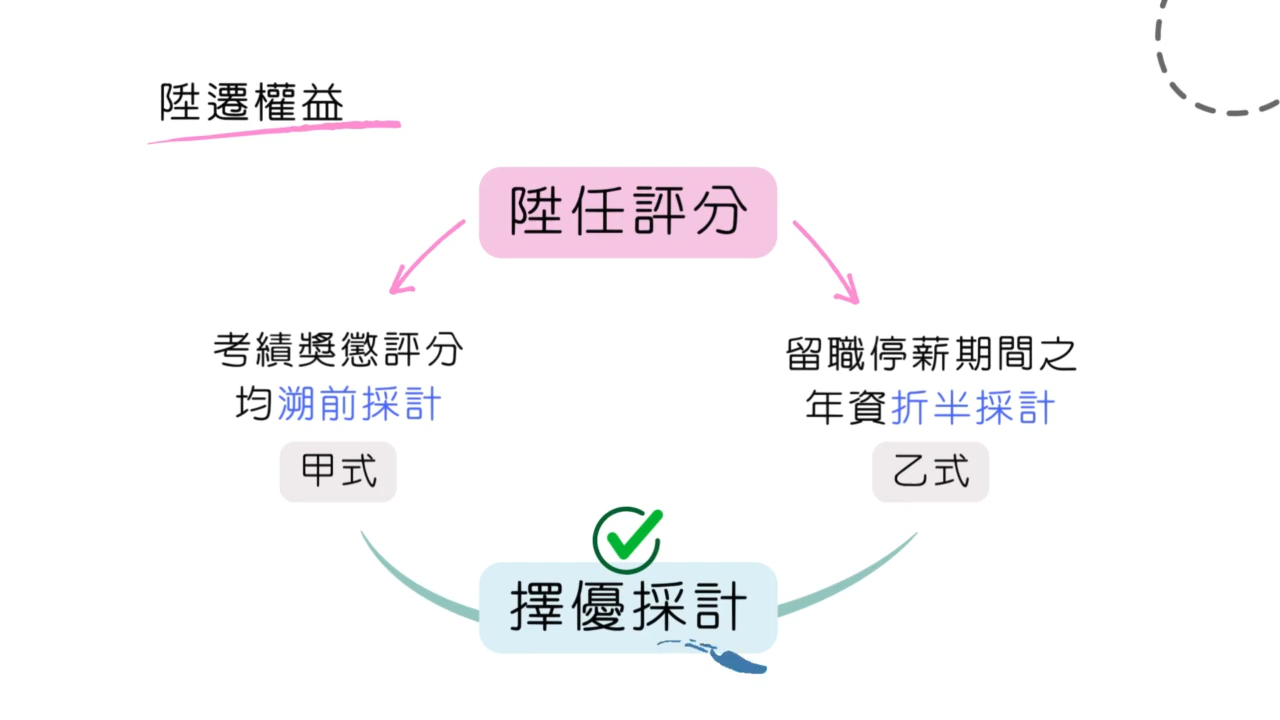 陞遷權益
陞任評分
考績獎懲評分
均溯前採計
甲式
留職停薪期間之
年資折半採計
乙式
擇優採計